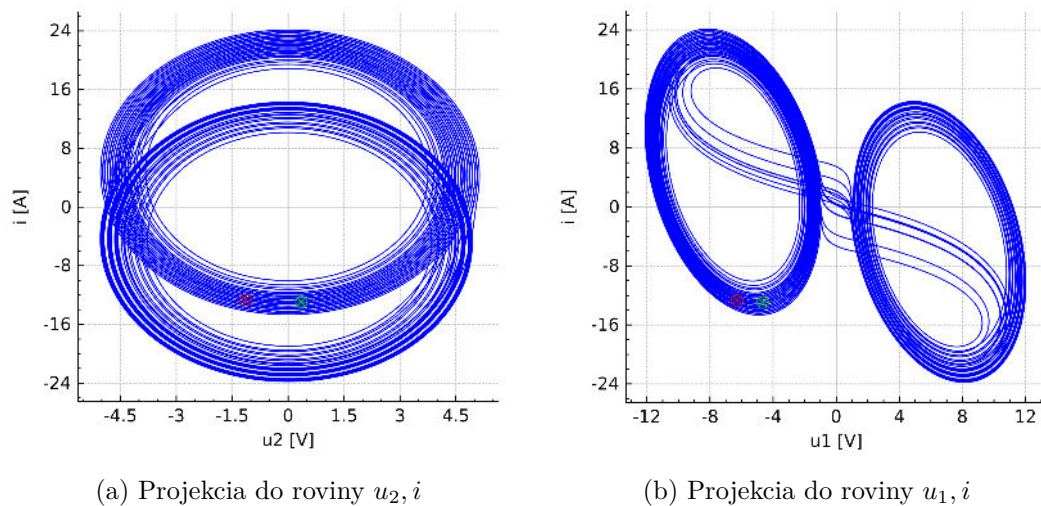 24
16
8
0
-8
-16
-24
i [A]
-4.5 -3 -1.5 0 1.5 3 4.5
u2 [V]
(a) Projekcia do roviny u₂, i
24
16
8
0
-8
-16
-24
i [A]
-12 -8 -4 0 4 8 12
u1 [V]
(b) Projekcia do roviny u₁, i